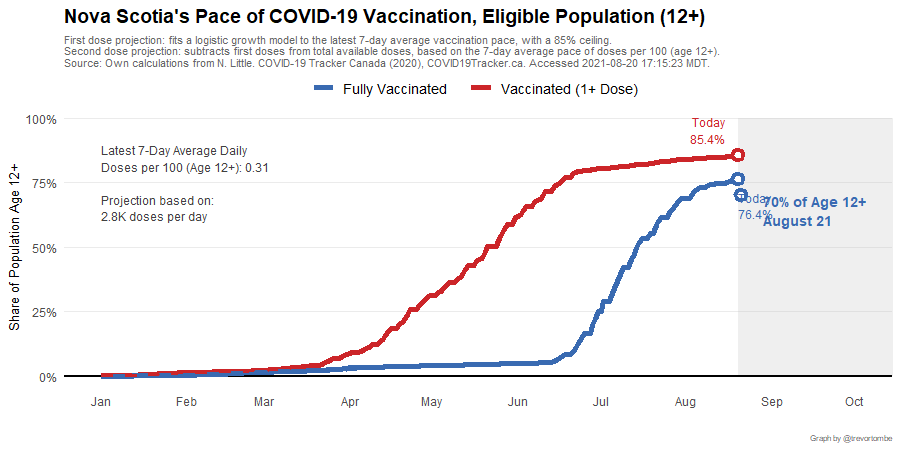 Nova Scotia's Pace of COVID-19 Vaccination, Eligible Population (12+)
First dose projection: fits a logistic growth model to the latest 7-day average vaccination pace, with a 85% ceiling.
Second dose projection: subtracts first doses from total available doses, based on the 7-day average pace of doses per 100 (age 12+).
Source: Own calculations from N. Little. COVID-19 Tracker Canada (2020), COVID19Tracker.ca. Accessed 2021-08-20 17:15:23 MDT.
Fully Vaccinated
Vaccinated (1+ Dose)
Share of Population Age 12+
100%
75%
50%
25%
0%
Latest 7-Day Average Daily
Doses per 100 (Age 12+): 0.31
Projection based on:
2.8K doses per day
Today
85.4%
Today
76.4%
70% of Age 12+
August 21
Jan
Feb
Mar
Apr
May
Jun
Jul
Aug
Sep
Oct
Graph by @trevortombe